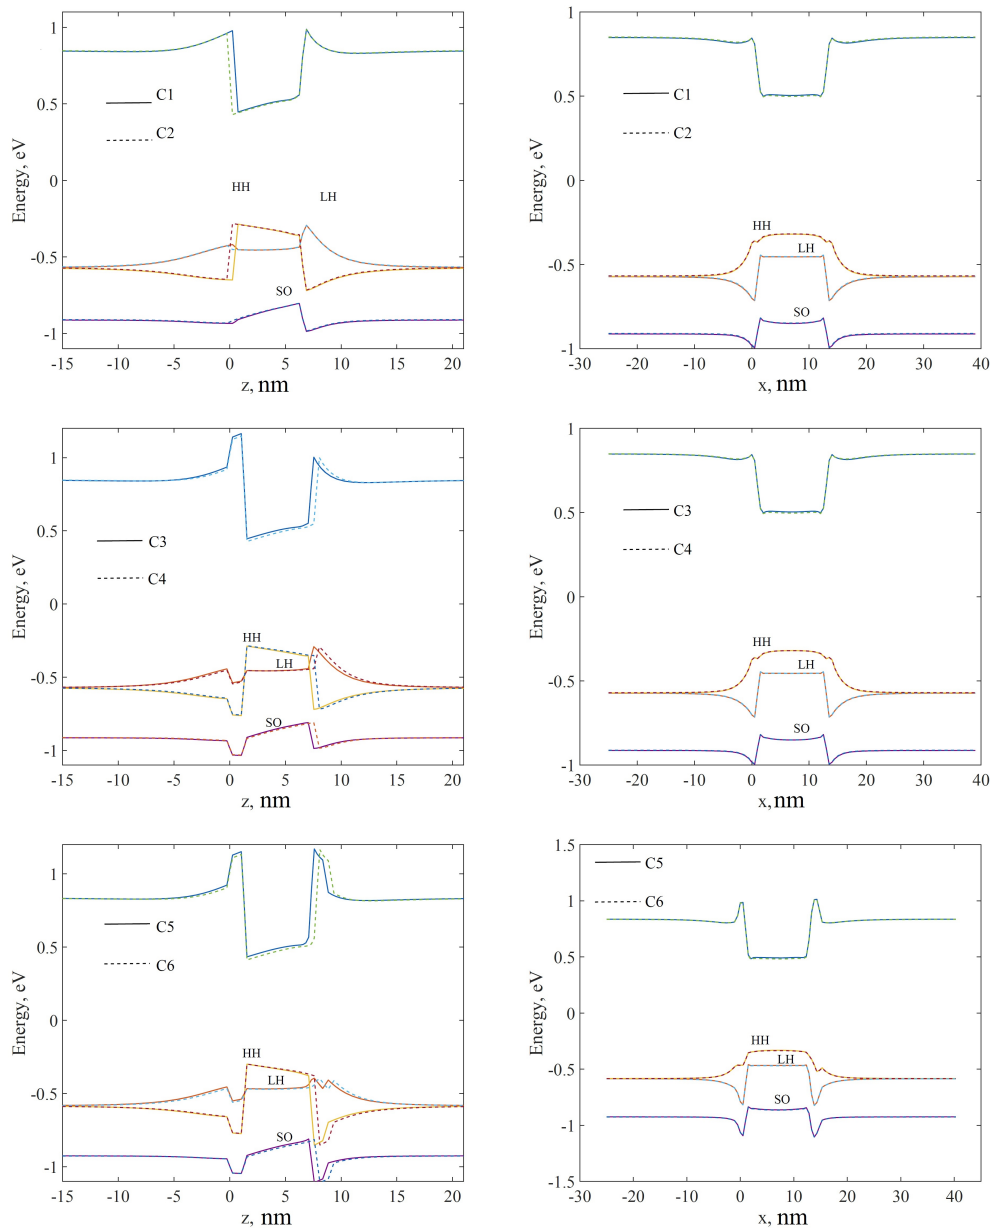 1
0.5
0
-0.5
-1
Energy, eV
C1
C2
HH
LH
SO
-15 -10 -5 0 5 10 15 20
z, nm
1
0.5
0
-0.5
-1
Energy, eV
C1
C2
HH
LH
SO
-30 -20 -10 0 10 20 30 40
x, nm
1
0.5
0
-0.5
-1
Energy, eV
C3
C4
HH
LH
SO
-15 -10 -5 0 5 10 15 20
z, nm
1
0.5
0
-0.5
-1
Energy, eV
C3
C4
HH
LH
SO
-30 -20 -10 0 10 20 30 40
x, nm
1
0.5
0
-0.5
-1
Energy, eV
C5
C6
HH
LH
SO
-15 -10 -5 0 5 10 15 20
z, nm
1.5
1
0.5
0
-0.5
-1
-1.5
Energy, eV
C5
C6
HH
LH
SO
-30 -20 -10 0 10 20 30 40
x, nm